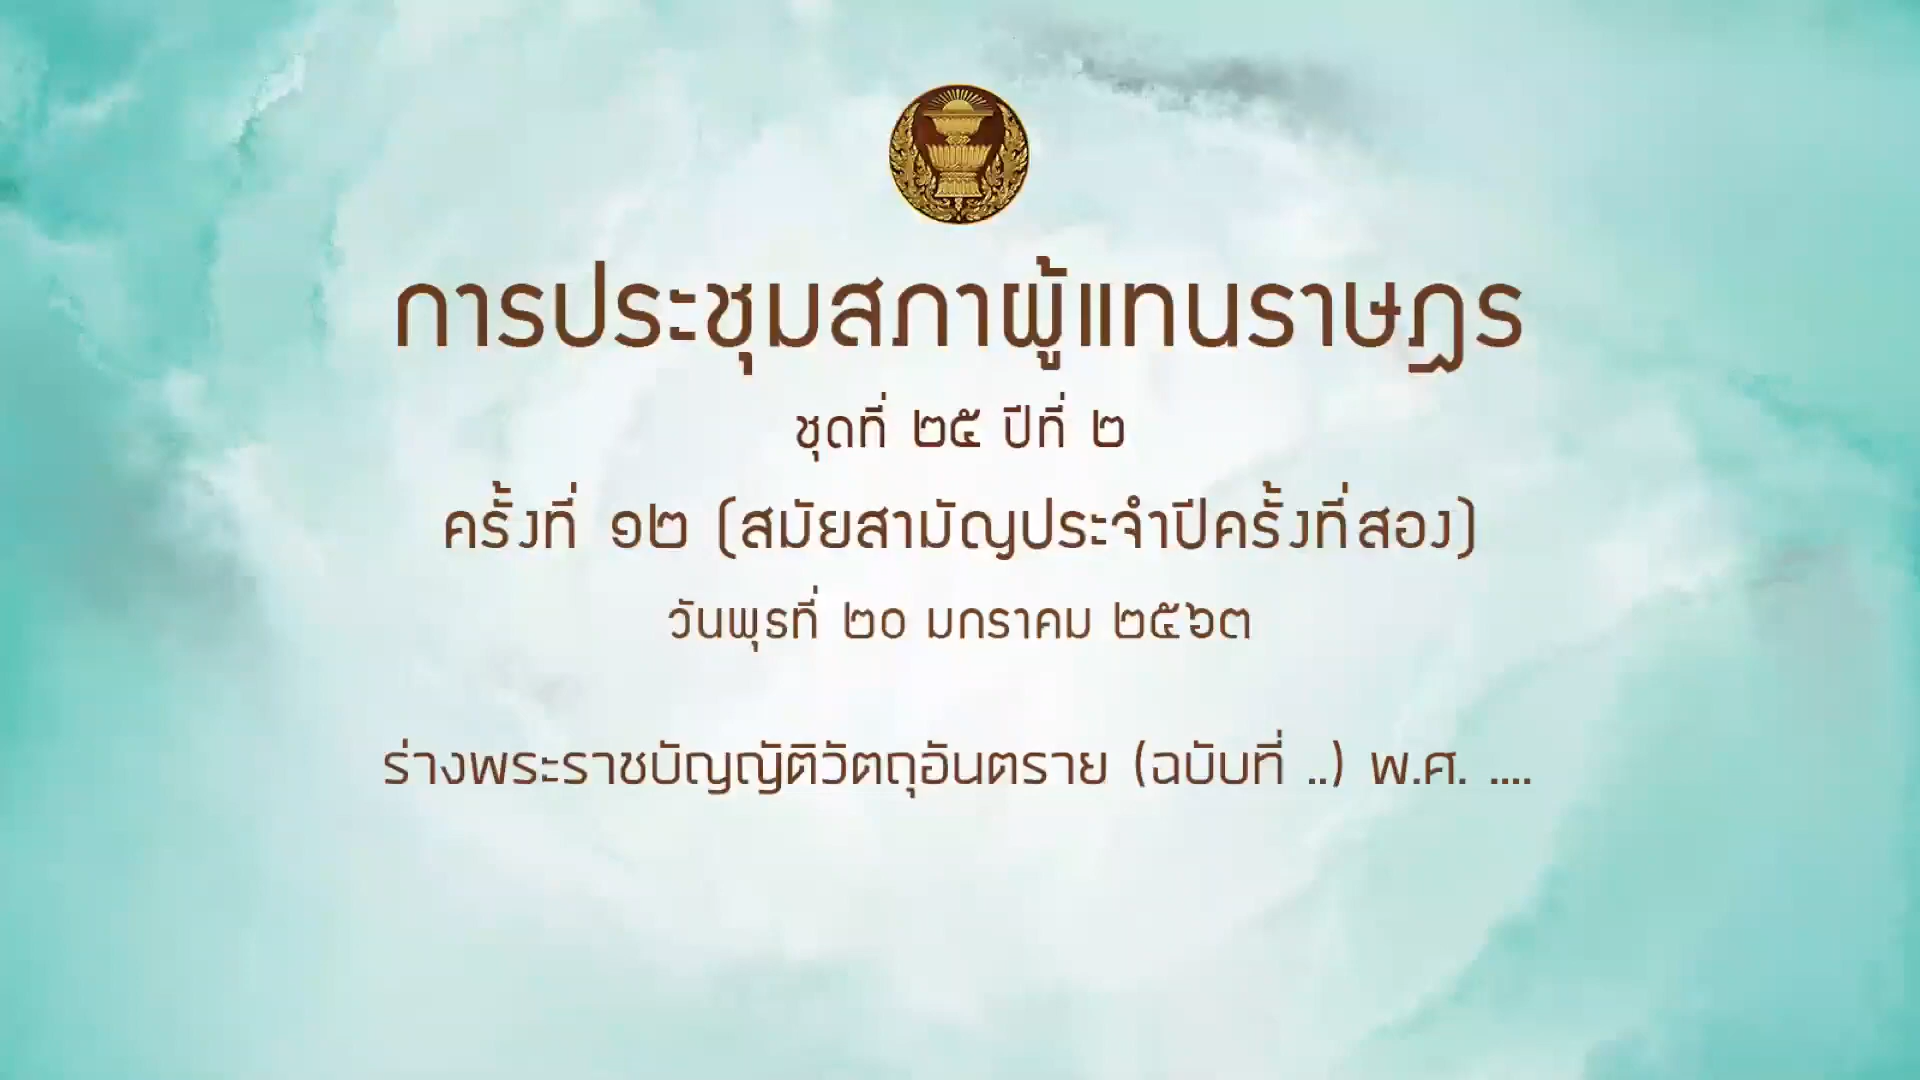 การประชุมสภาผู้แทนราษฎร
ชุดที่ ๒๕ ปีที่ ๒
ครั้งที่ ๑๒ (สมัยสามัญประจำปีครั้งที่สอง)
วันพุธที่ ๒๐ มกราคม ๒๕๖๓
ร่างพระราชบัญญัติวัตถุอันตราย (ฉบับที่ ..) พ.ศ. ....